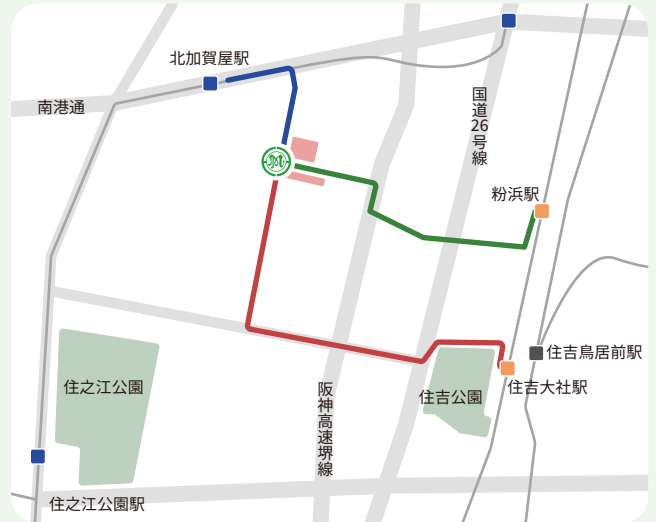 北加賀屋駅
南港通
国道26号線
粉浜駅
住吉鳥居前駅
住吉大社駅
住之江公園
住吉公園
阪神高速堺線
住之江公園駅